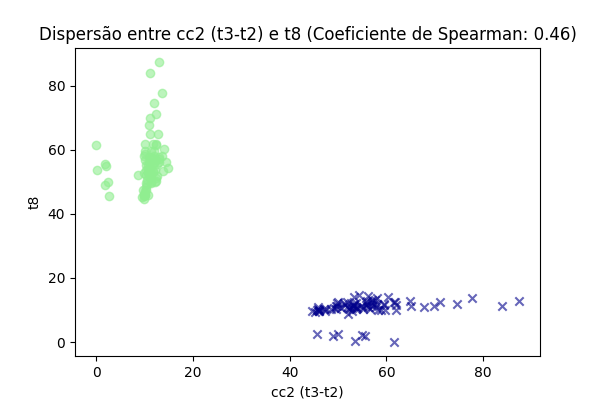 Dispersão entre cc2 (t3-t2) e t8 (Coeficiente de Spearman: 0.46)
80
60
t8
40
20
0
0 20 40 60 80
cc2 (t3-t2)